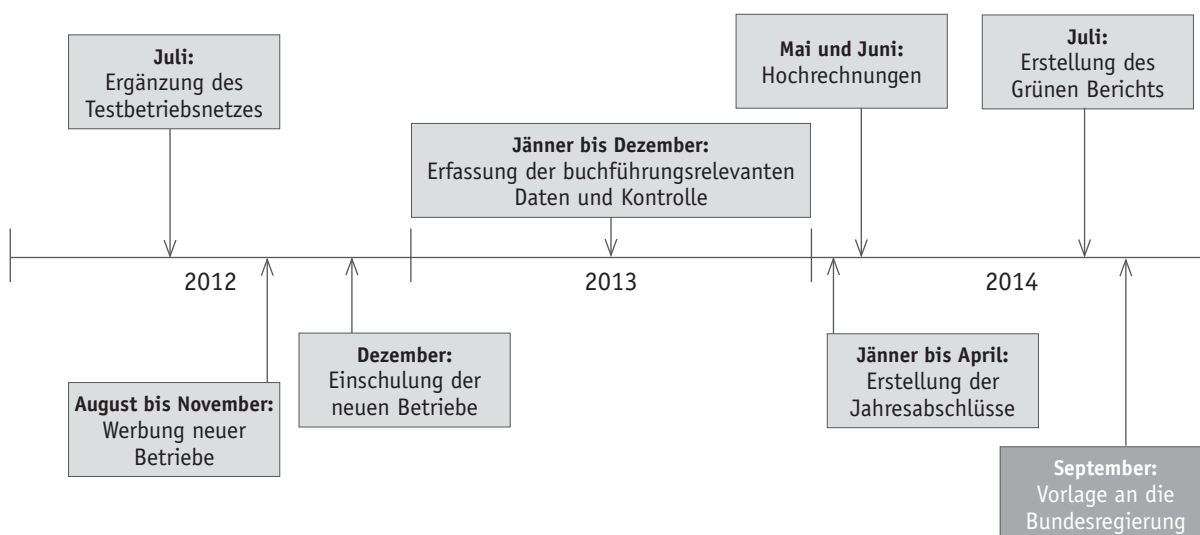 Juli:
Ergänzung des
Testbetriebsnetzes
Mai und Juni:
Hochrechnungen
Juli:
Erstellung des
Grünen Berichts
Jänner bis Dezember:
Erfassung der buchführungsrelevanten
Daten und Kontrolle
2012
2013
2014
August bis November:
Werbung neuer
Betriebe
Dezember:
Einschulung der
neuen Betriebe
Jänner bis April:
Erstellung der
Jahresabschlüsse
September:
Vorlage an die
Bundesregierung